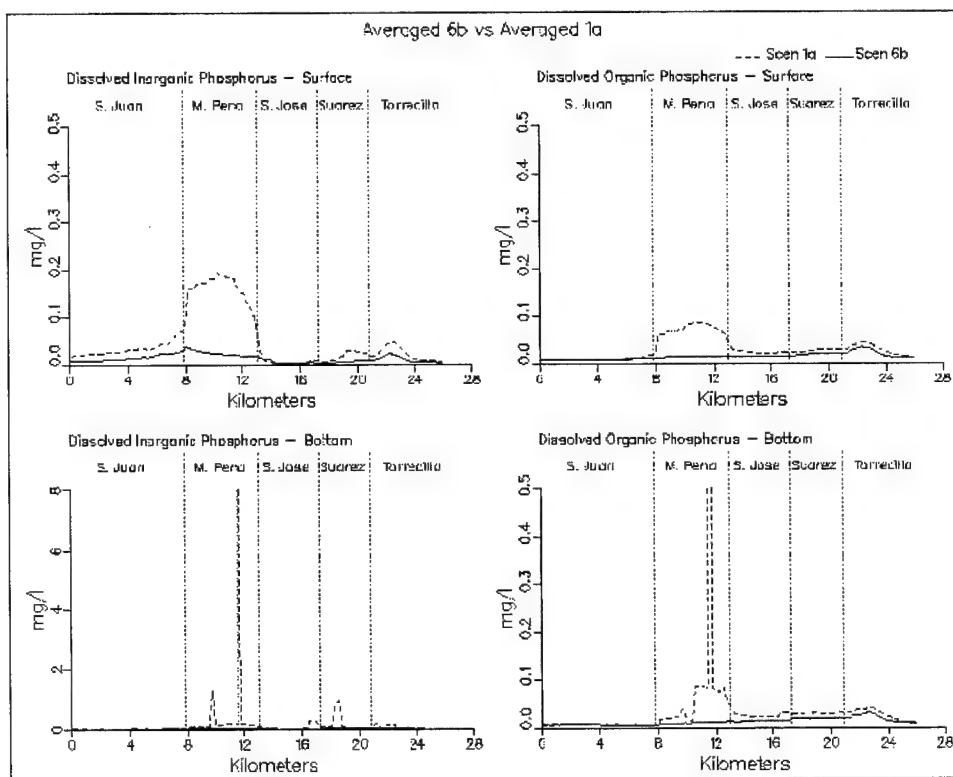 Averaged 6b vs Averaged 1a
Scen 1a Scen 6b
Dissolved Inorganic Phosphorus – Surface
S. Juan M. Pena S. Jose Suarez Torrecilla
0.5
0.4
0.3
0.2
0.1
0.0
mg/l
0 4 8 12 16 20 24 28
Kilometers
Dissolved Organic Phosphorus – Surface
S. Juan M. Pena S. Jose Suarez Torrecilla
0.5
0.4
0.3
0.2
0.1
0.0
mg/l
0 4 8 12 16 20 24 28
Kilometers
Dissolved Inorganic Phosphorus – Bottom
S. Juan M. Pena S. Jose Suarez Torrecilla
8
6
4
2
0
mg/l
0 4 8 12 16 20 24 28
Kilometers
Dissolved Organic Phosphorus – Bottom
S. Juan M. Pena S. Jose Suarez Torrecilla
0.5
0.4
0.3
0.2
0.1
0.0
mg/l
0 4 8 12 16 20 24 28
Kilometers